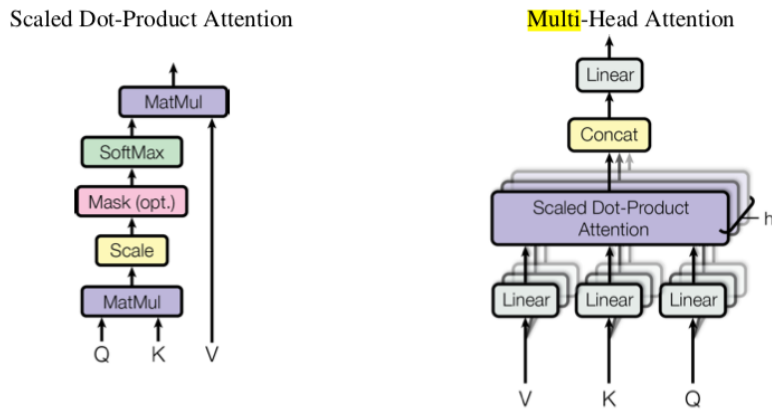 Scaled Dot-Product Attention
MatMul
SoftMax
Mask (opt.)
Scale
MatMul
Q K V
Multi-Head Attention
Linear
Concat
Scaled Dot-Product
Attention
h
Linear Linear Linear
V K Q